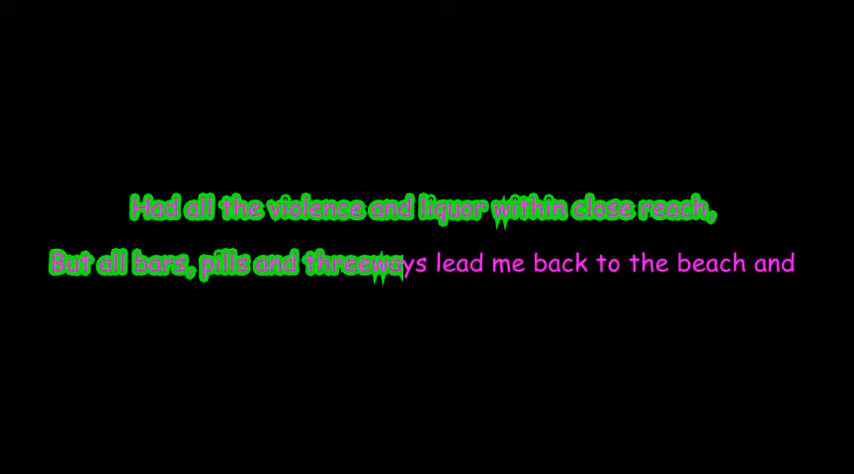 Had all the violence and liquor within close reach,
But all bars, pills and threeways lead me back to the beach and